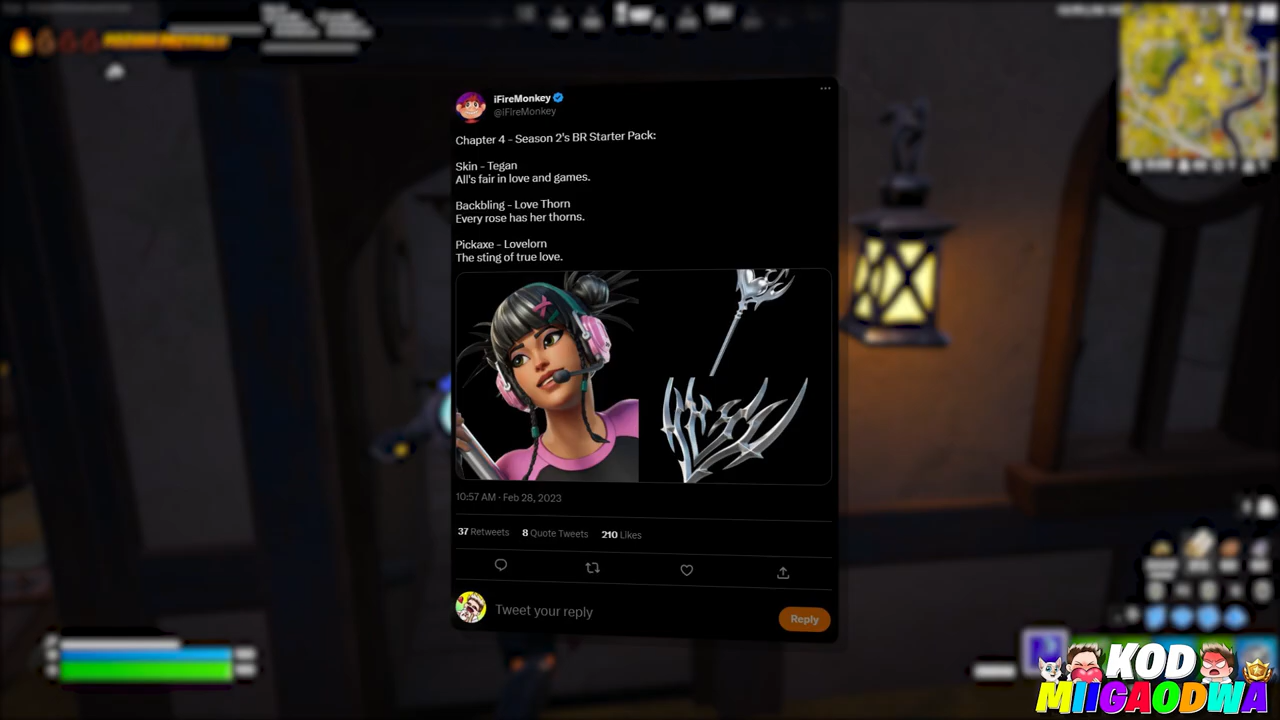 iFireMonkey
@iFireMonkey
Chapter 4 - Season 2's BR Starter Pack:
Skin - Tegan
All's fair in love and games.
Backbling - Love Thorn
Every rose has her thorns.
Pickaxe - Lovelorn
The sting of true love.
10:57 AM · Feb 28, 2023
37 Retweets 8 Quote Tweets 210 Likes
Tweet your reply
Reply
KOD
MIIGAODWA